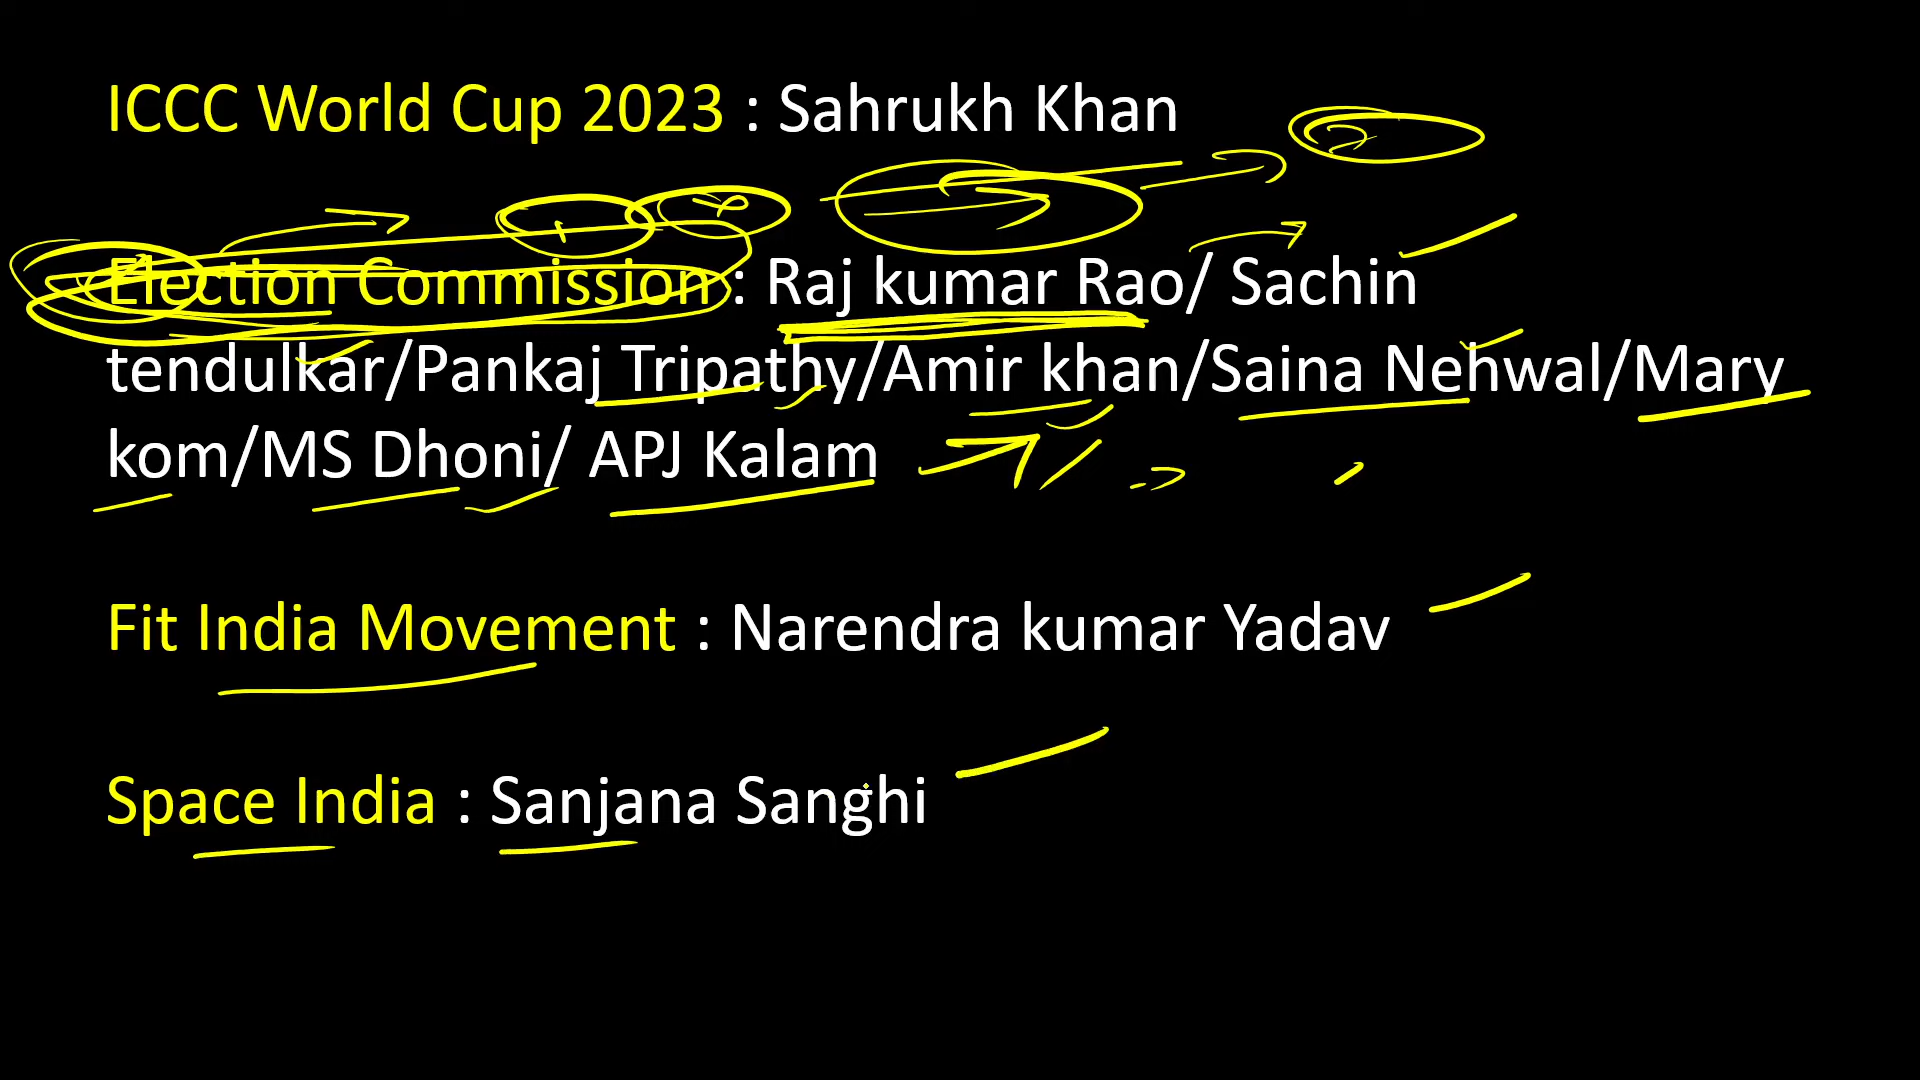 ICCC World Cup 2023 : Sahrukh Khan
Election Commission : Raj kumar Rao/ Sachin
tendulkar/Pankaj Tripathy/Amir khan/Saina Nehwal/Mary
kom/MS Dhoni/ APJ Kalam
Fit India Movement : Narendra kumar Yadav
Space India : Sanjana Sanghi